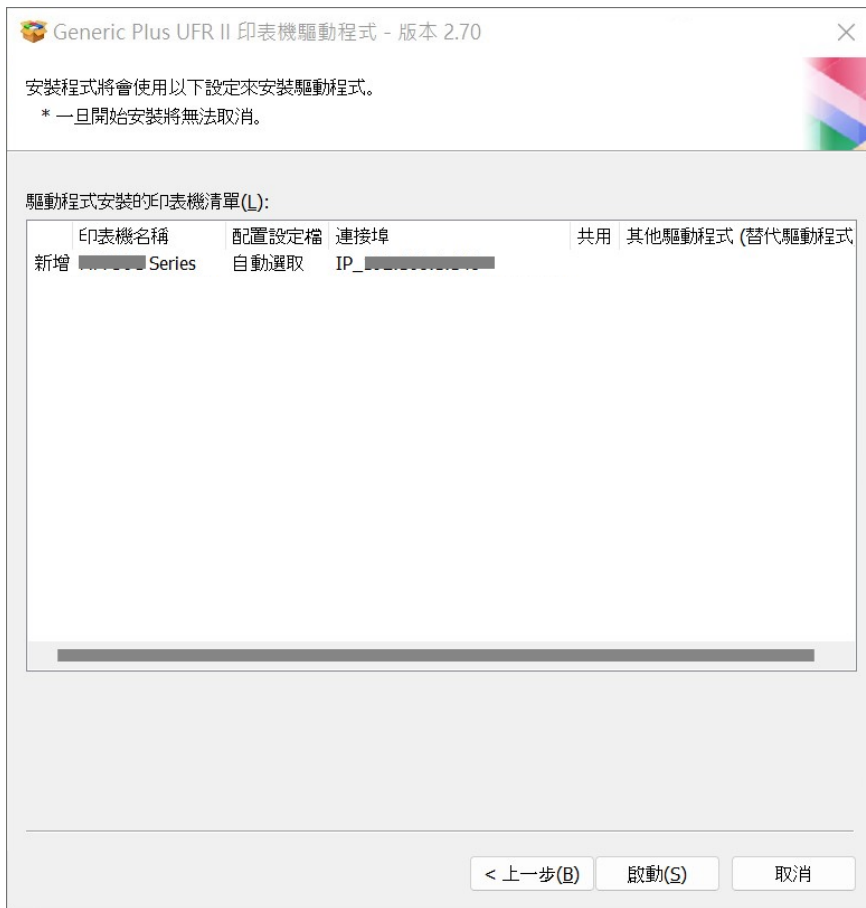 Generic Plus UFR II 印表機驅動程式 - 版本 2.70
安裝程式將會使用以下設定來安裝驅動程式。
* 一旦開始安裝將無法取消。
驅動程式安裝的印表機清單(L):
印表機名稱 配置設定檔 連接埠 共用 其他驅動程式 (替代驅動程式
新增 Series 自動選取 IP_
< 上一步(B) 啟動(S) 取消